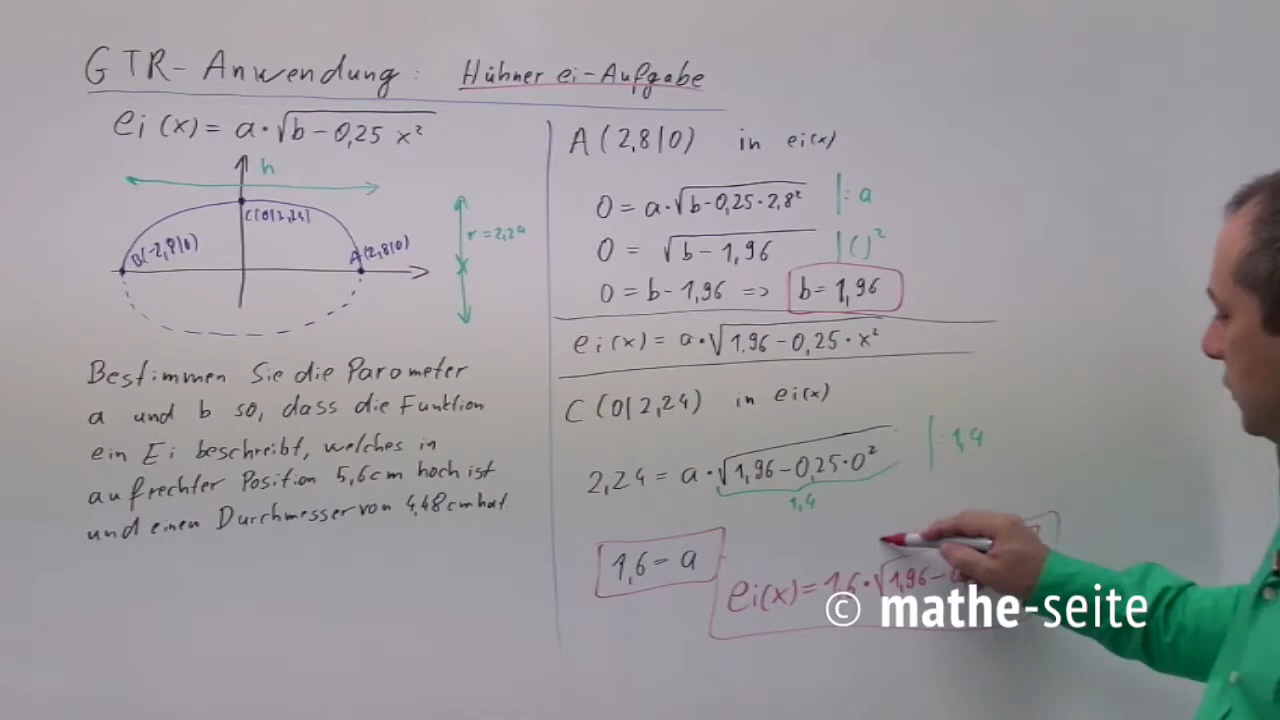 GTR-Anwendung: Hühnerei-Aufgabe
ei(x) = a·√(b-0,25 x²)
h
C(0|2,24)
B(-2,8|0)
A(2,8|0)
r=2,24
Bestimmen Sie die Parameter
a und b so, dass die Funktion
ein Ei beschreibt, welches in
aufrechter Position 5,6cm hoch ist
und einen Durchmesser von 4,48cm hat.
A(2,8|0) in ei(x)
0 = a·√(b-0,25·2,8²) |:a
0 = √(b-1,96) |()²
0 = b-1,96 => b=1,96
ei(x) = a·√(1,96-0,25·x²)
C(0|2,24) in ei(x)
2,24 = a·√(1,96-0,25·0²) |:1,4
1,4
1,6=a
ei(x)=1,6·√(1,96-
© mathe-seite